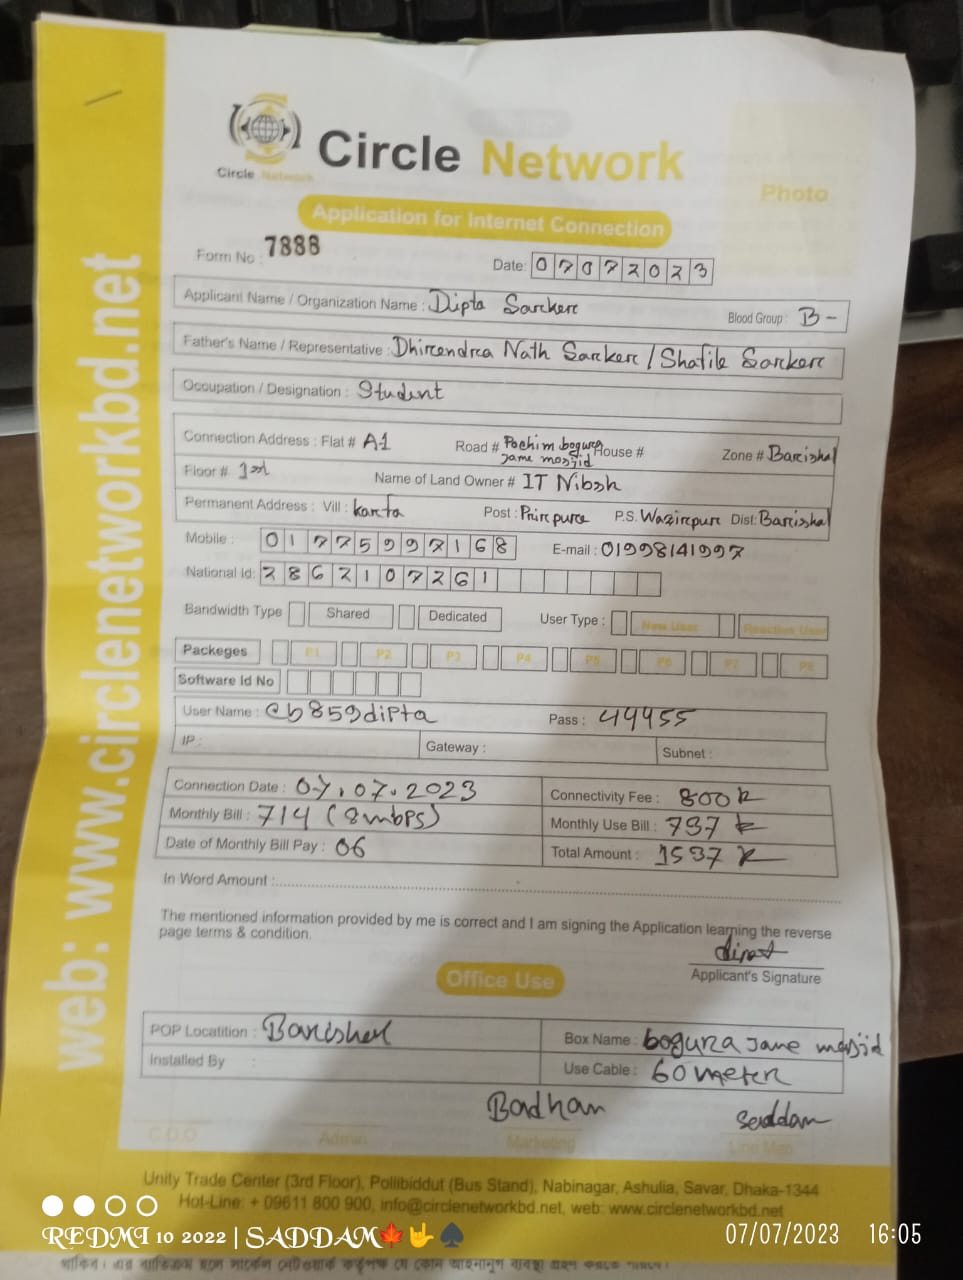 Circle Network
Circle Network
Photo
Application for Internet Connection
Form No : 7888
Date: 07072023
Applicant Name / Organization Name : Dipta Sarker Blood Group : B-
Father's Name / Representative : Dhirendra Nath Sarker / Shafile Sarker
Occupation / Designation : Student
Connection Address : Flat # A1 Road # Pochim bogura jame mosjid House # Zone # Barishal
Floor # 1st Name of Land Owner #
Permanent Address : Vill : karfa Post : P.S. Wazirpur Dist: Barishal
Mobile : 01775997168 E-mail : 01998141997
National Id: 2862107261
Bandwidth Type Shared Dedicated User Type : New User Reactive User
Packeges P1 P2 P3 P4 P5 P6 P7 P8
Software Id No
User Name : @b859dipta Pass : 44455
IP : Gateway : Subnet :
Connection Date : 07.07.2023 Connectivity Fee : 800
Monthly Bill : 714 (8mbps) Monthly Use Bill : 737
Date of Monthly Bill Pay : 06 Total Amount : 1537
In Word Amount :
The mentioned information provided by me is correct and I am signing the Application learning the reverse
page terms & condition.
Applicant's Signature
Office Use
POP Locatition : Barishal Box Name : bogura jame masjid
Installed By : Use Cable : 60 meter
Badhan Saddam
C.D.O Admin Marketing Line Man
Unity Trade Center (3rd Floor), Pollibiddut (Bus Stand), Nabinagar, Ashulia, Savar, Dhaka-1344
Hot-Line: + 09611 800 900, info@circlenetworkbd.net, web: www.circlenetworkbd.net
web: www.circlenetworkbd.net
REDMI 10 2022 | SADDAM
07/07/2023 16:05